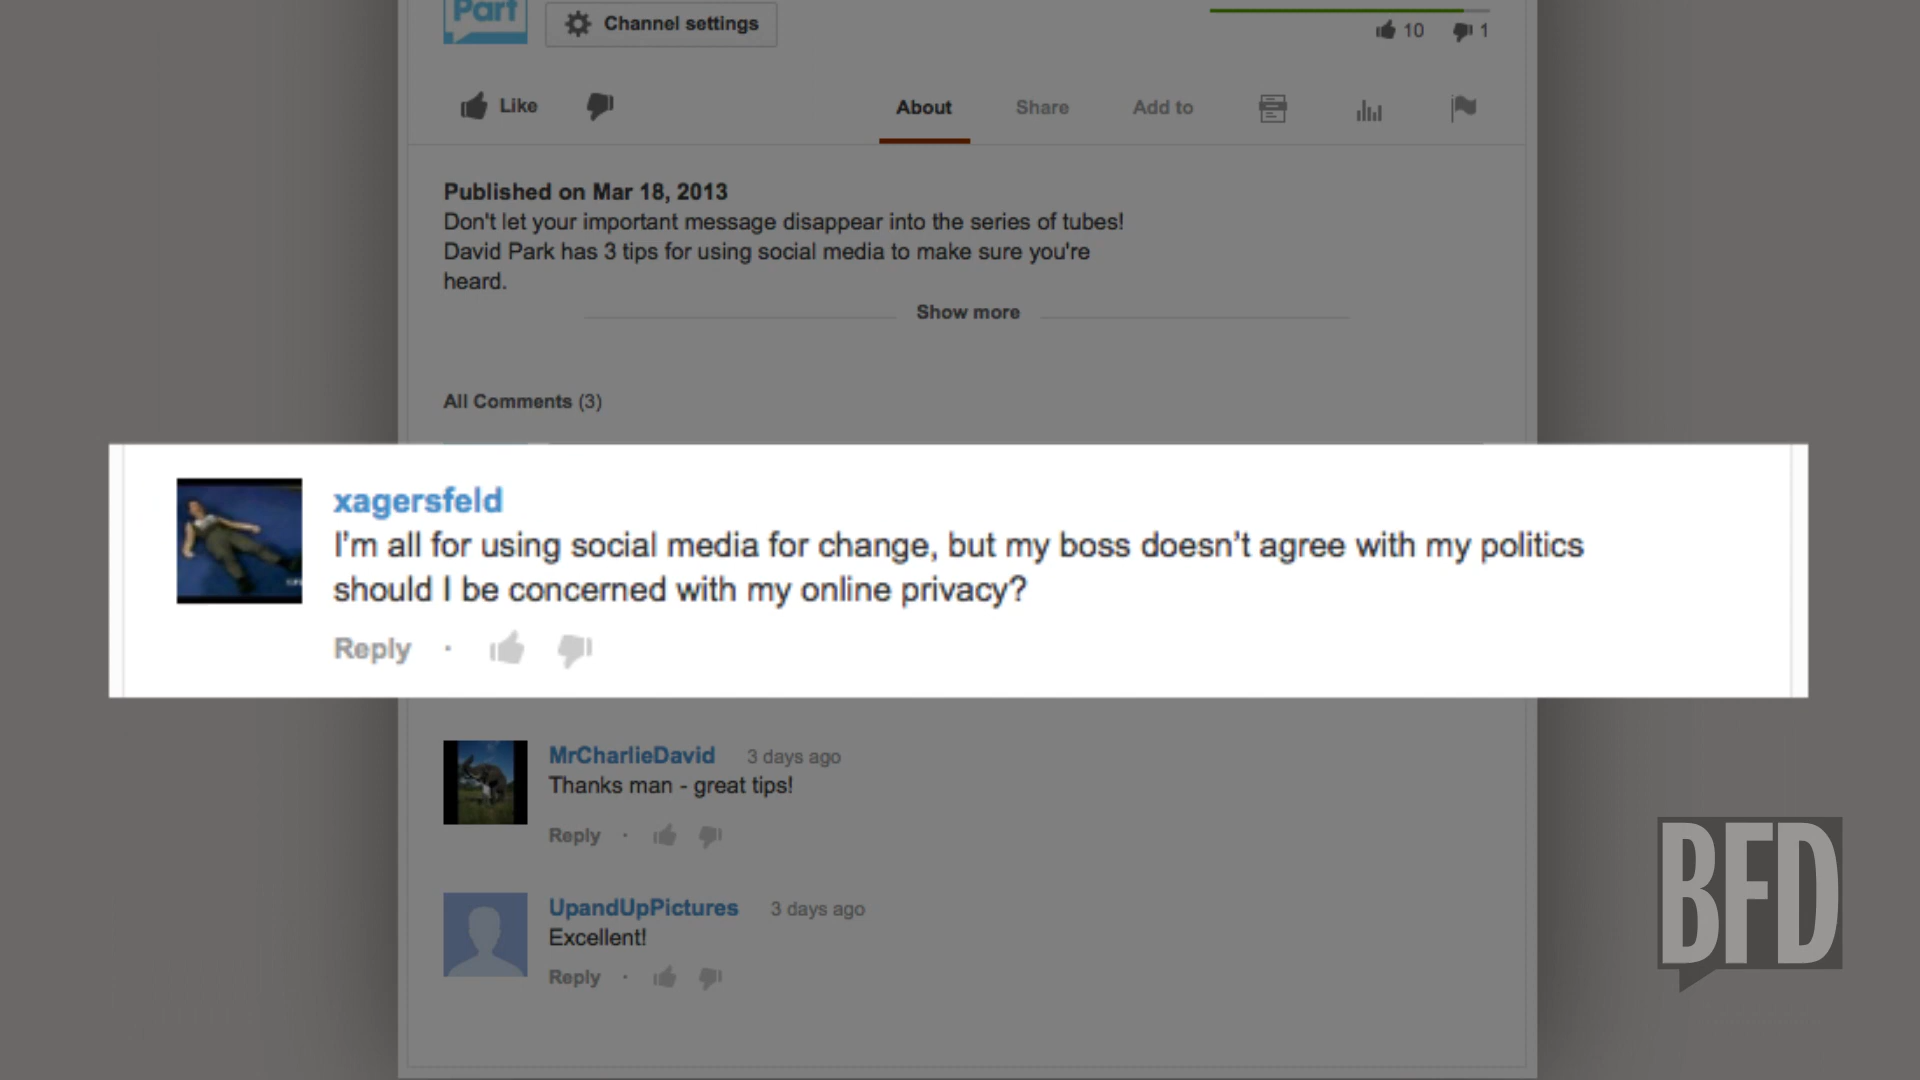 Part
Channel settings
10 1
Like
About Share Add to
Published on Mar 18, 2013
Don't let your important message disappear into the series of tubes!
David Park has 3 tips for using social media to make sure you're
heard.
Show more
All Comments (3)
xagersfeld
I'm all for using social media for change, but my boss doesn't agree with my politics
should I be concerned with my online privacy?
Reply ·
MrCharlieDavid 3 days ago
Thanks man - great tips!
Reply ·
UpandUpPictures 3 days ago
Excellent!
Reply ·
BFD